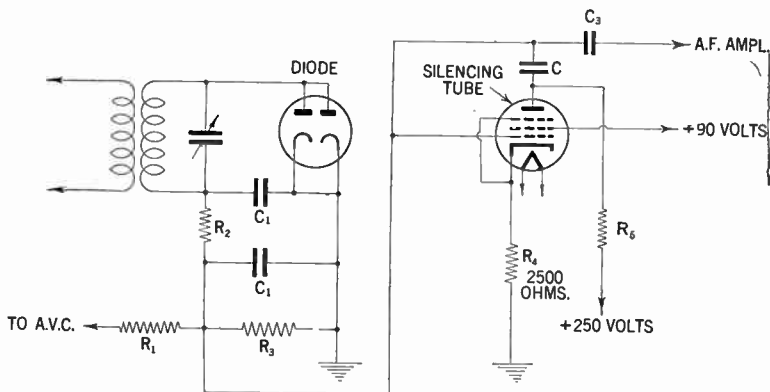 DIODE
SILENCING
TUBE
C3
A.F. AMPL.
C
+90 VOLTS
C1
R2
C1
R4
2500
OHMS.
R5
+250 VOLTS
TO A.V.C.
R1
R3